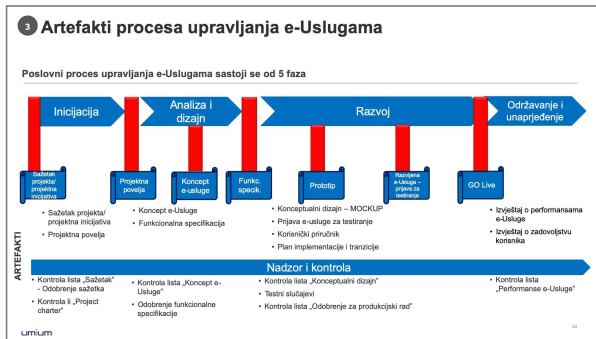 3 Artefakti procesa upravljanja e-Uslugama
Poslovni proces upravljanja e-Uslugama sastoji se od 5 faza
Inicijacija
Analiza i
dizajn
Razvoj
Održavanje i
unaprjeđenje
Sažetak
projekta/
projektna
inicijativa
Projektna
povelja
Koncept
e-usluge
Funkc.
specik.
Prototip
Razvijena
e-Usluga –
prijava za
testiranje
GO Live
ARTEFAKTI
• Sažetak projekta/
projektna inicijativa
• Projektna povelja
• Koncept e-Usluge
• Funkcionalna specifikacija
• Konceptualni dizajn – MOCKUP
• Prijava e-usluge za testiranje
• Korisnički priručnik
• Plan implementacije i tranzicije
• Izvještaj o performansama
e-Usluge
• Izvještaj o zadovoljstvu
korisnika
Nadzor i kontrola
• Kontrola lista „Sažetak"
- Odobrenje sažetka
• Kontrola li „Project
charter"
• Kontrola lista „Koncept e-
Usluge"
• Odobrenje funkcionalne
specifikacije
• Kontrola lista „Konceptualni dizajn"
• Testni slučajevi
• Kontrola lista „Odobrenje za produkcijski rad"
• Kontrola lista
„Performanse e-Usluge"
umium